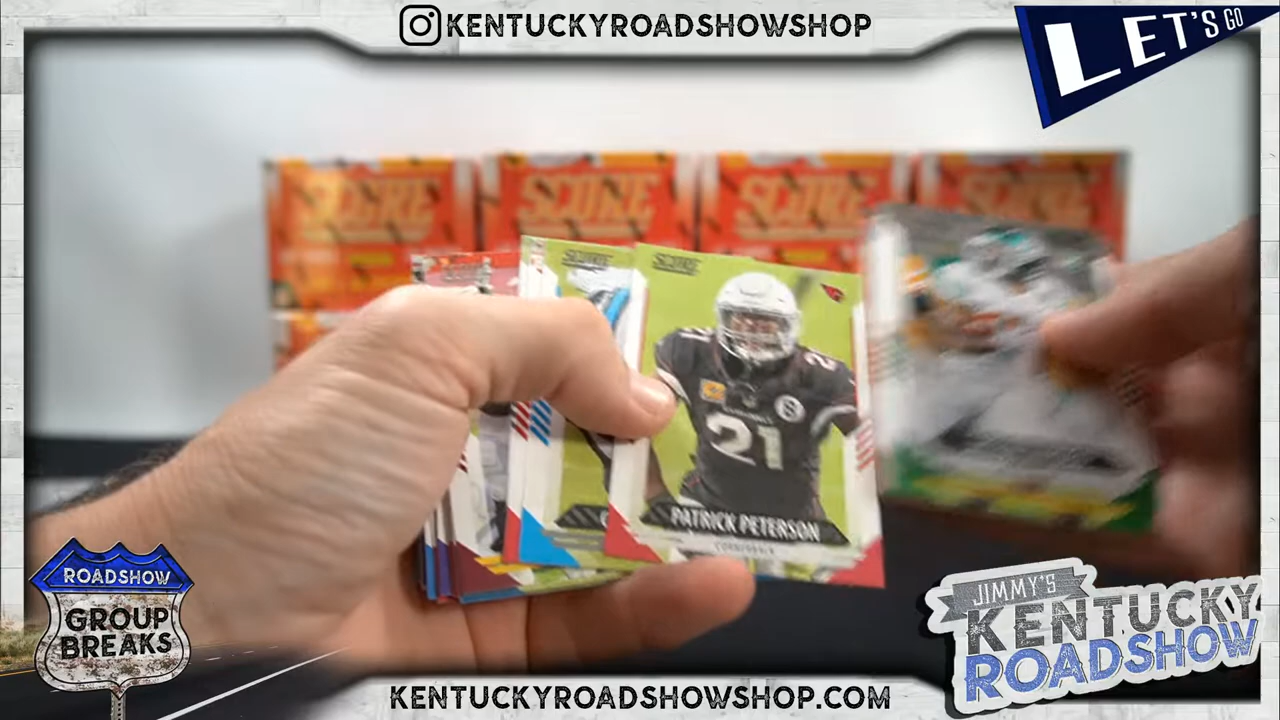 KENTUCKYROADSHOWSHOP
LET'S GO
SCORE
SCORE
SCORE
SCORE
SCORE
SCORE
21
PATRICK PETERSON
CORNERBACK
ROADSHOW
GROUP
BREAKS
JIMMY'S
KENTUCKY
ROADSHOW
KENTUCKYROADSHOWSHOP.COM